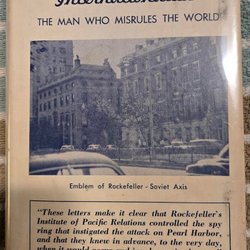 THE MAN WHO MISRULES THE WORLD
Emblem of Rockefeller - Soviet Axis
"These letters make it clear that Rockefeller's
Institute of Pacific Relations controlled the spy
ring that instigated the attack on Pearl Harbor,
and that they knew in advance, to the very day,